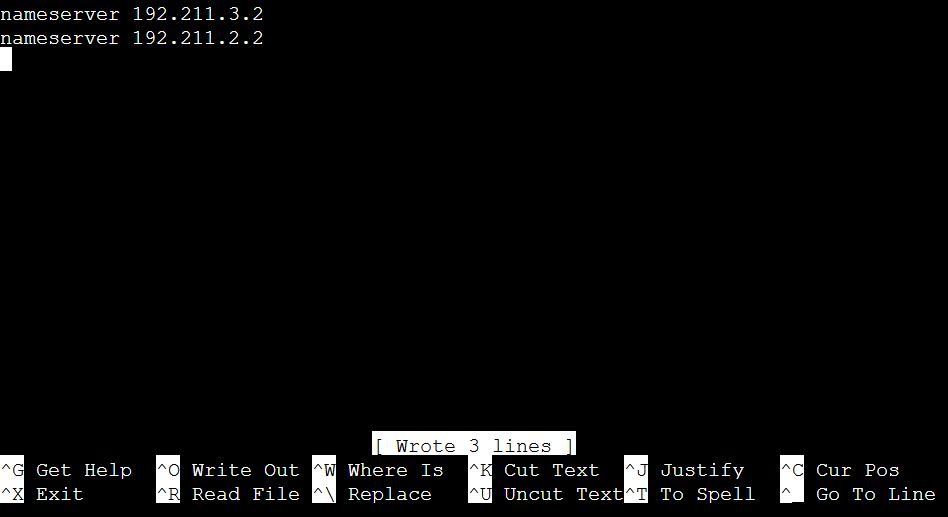 nameserver 192.211.3.2
nameserver 192.211.2.2
[ Wrote 3 lines ]
^G Get Help ^O Write Out ^W Where Is ^K Cut Text ^J Justify ^C Cur Pos
^X Exit ^R Read File ^\ Replace ^U Uncut Text ^T To Spell ^_ Go To Line